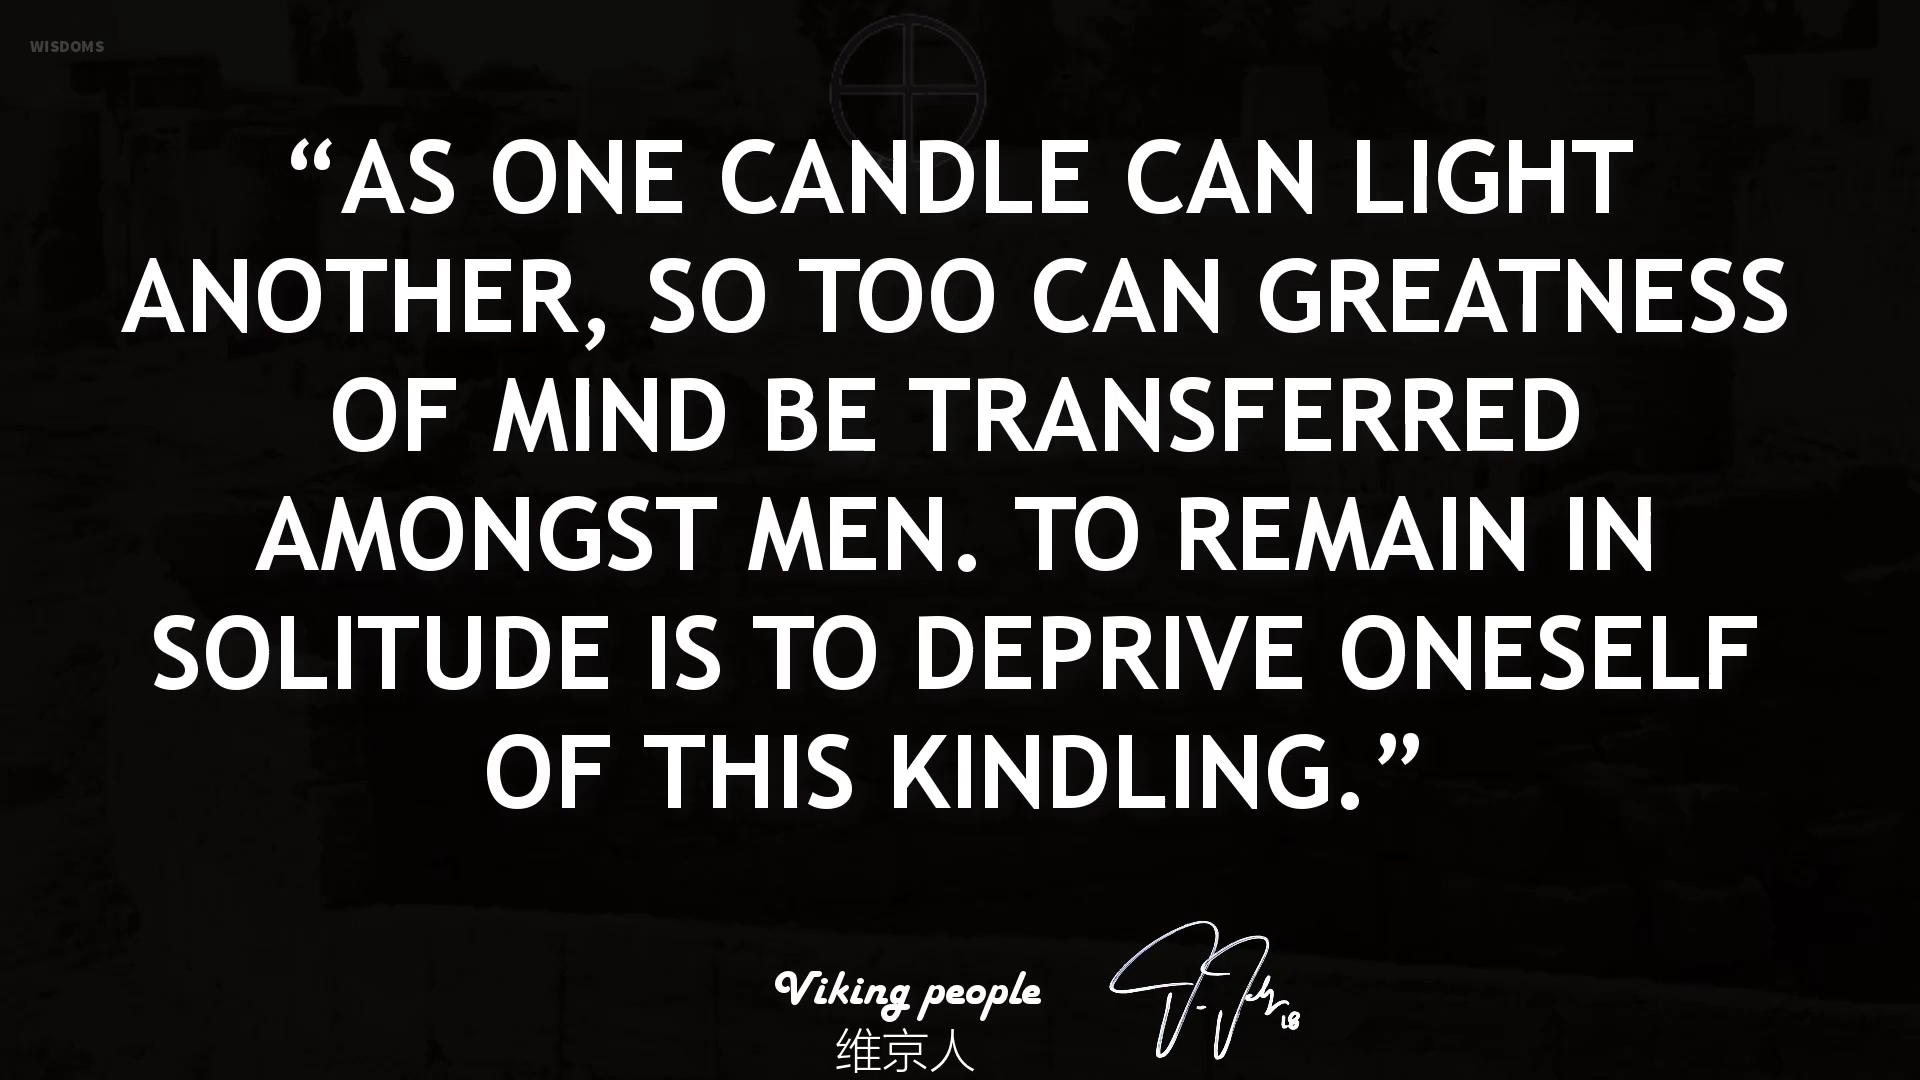 WISDOMS
“AS ONE CANDLE CAN LIGHT
ANOTHER, SO TOO CAN GREATNESS
OF MIND BE TRANSFERRED
AMONGST MEN. TO REMAIN IN
SOLITUDE IS TO DEPRIVE ONESELF
OF THIS KINDLING.”
Viking people
维京人